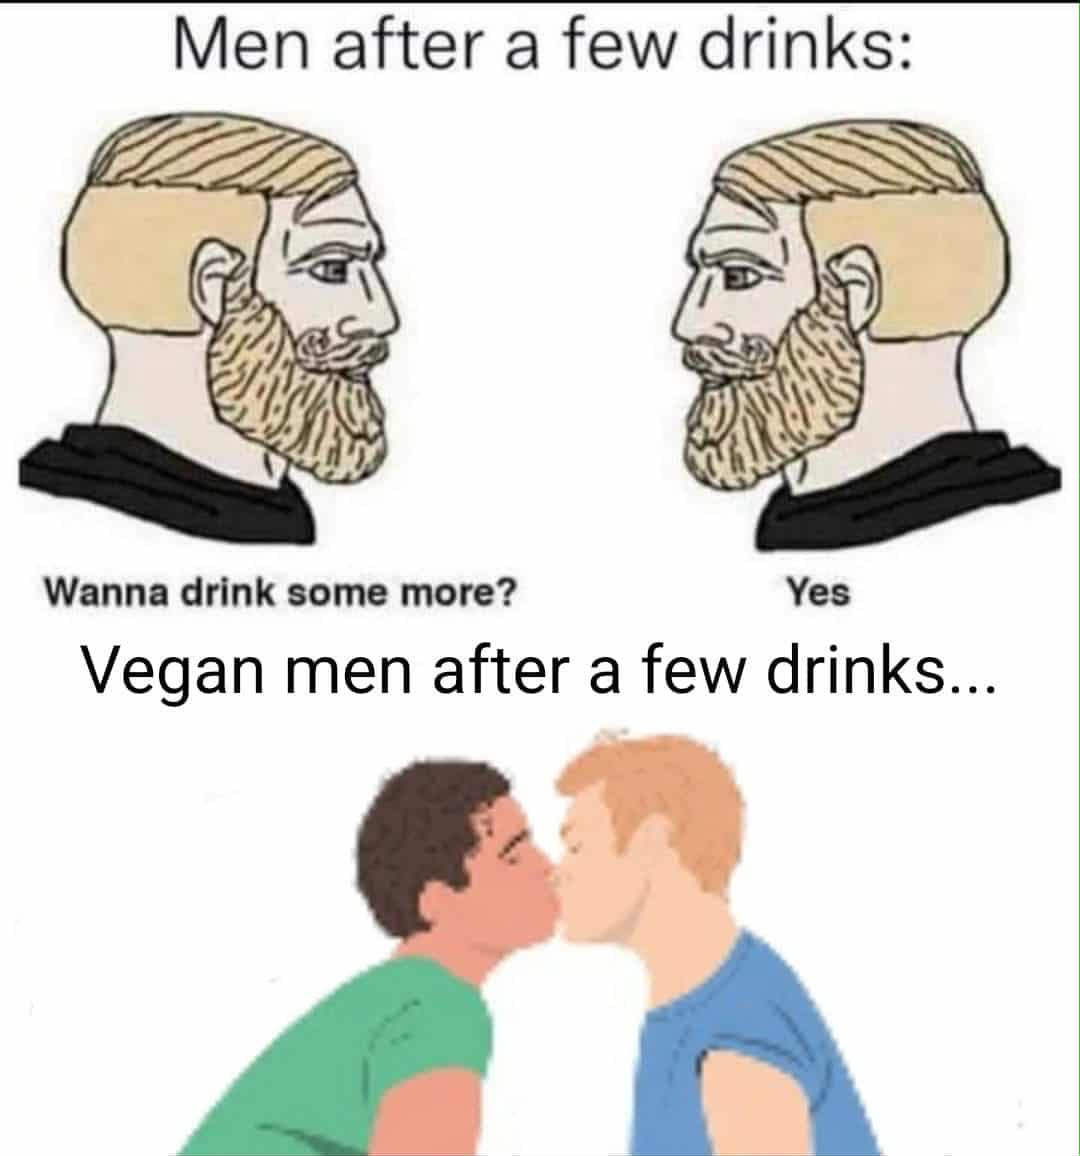 Men after a few drinks:
Wanna drink some more? Yes
Vegan men after a few drinks...